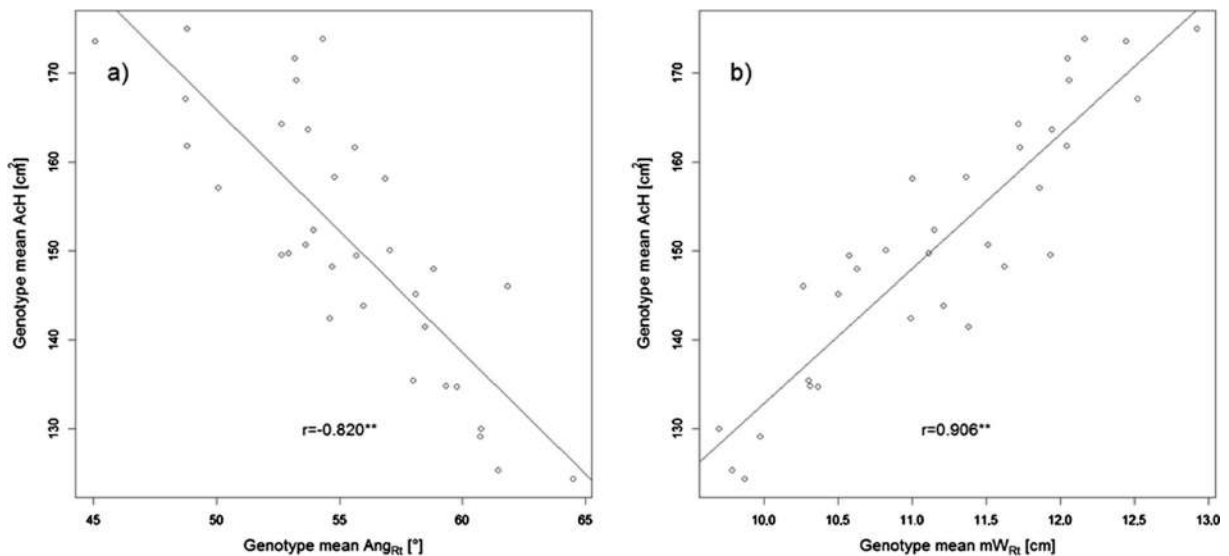 a)
Genotype mean AcH [cm²]
170
160
150
140
130
r=-0.820**
45 50 55 60 65
Genotype mean Ang_Rt [°]
b)
Genotype mean AcH [cm²]
170
160
150
140
130
r=0.906**
10.0 10.5 11.0 11.5 12.0 12.5 13.0
Genotype mean mW_Rt [cm]